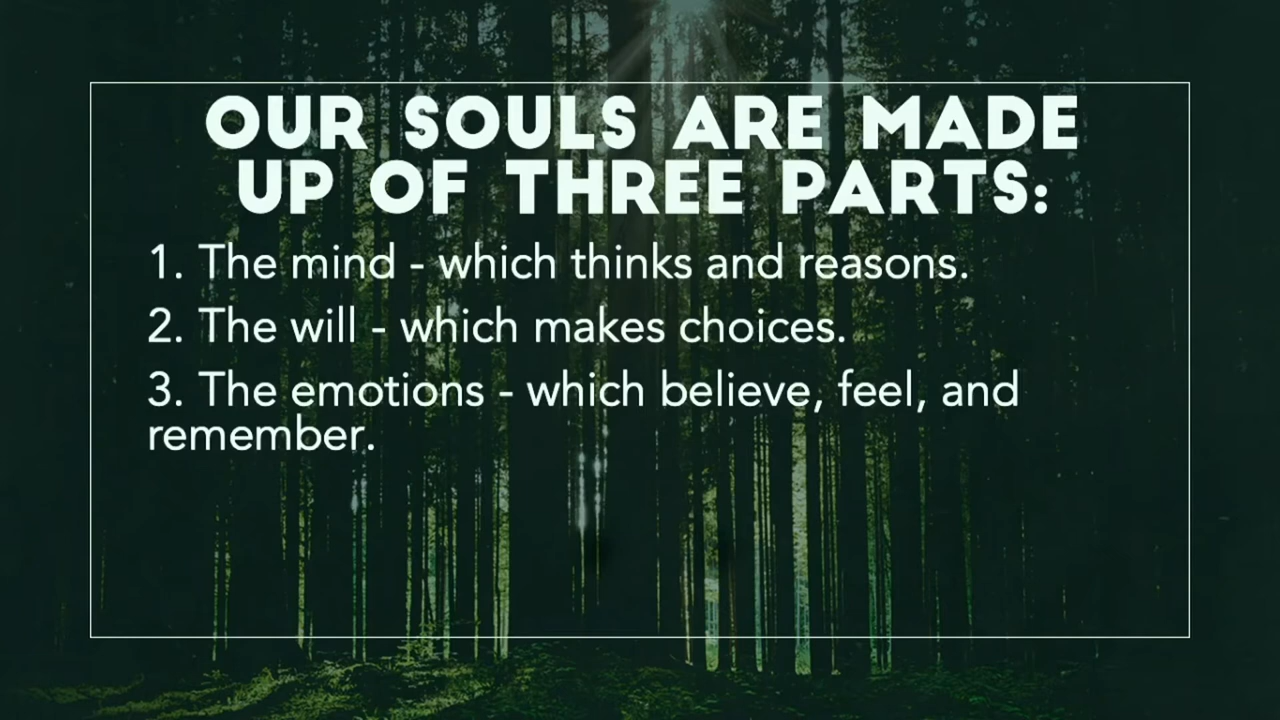 OUR SOULS ARE MADE
UP OF THREE PARTS:
1. The mind - which thinks and reasons.
2. The will - which makes choices.
3. The emotions - which believe, feel, and
remember.